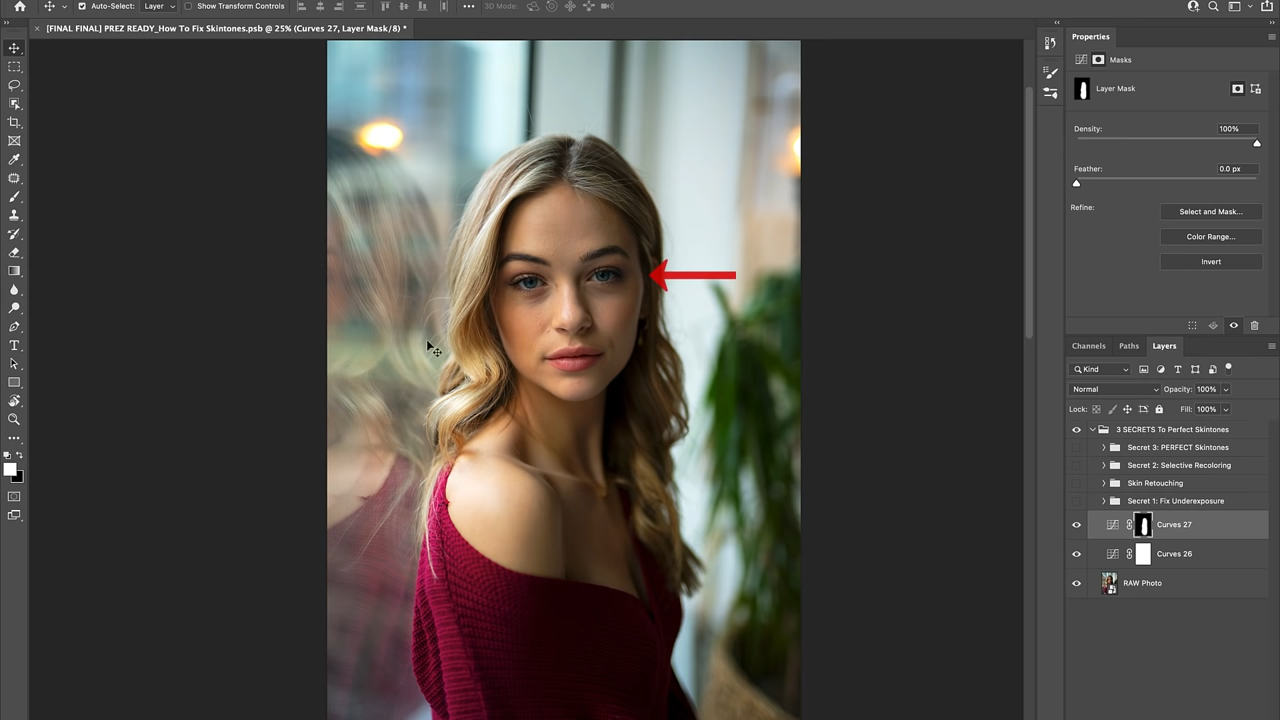 Auto-Select: Layer Show Transform Controls 3D Mode:
[FINAL FINAL] PREZ READY_How To Fix Skintones.psb @ 25% (Curves 27, Layer Mask/8) *
Properties
Masks
Layer Mask
Density: 100%
Feather: 0.0 px
Refine: Select and Mask...
Color Range...
Invert
Channels Paths Layers
Kind
Normal Opacity: 100%
Lock: Fill: 100%
3 SECRETS To Perfect Skintones
Secret 3: PERFECT Skintones
Secret 2: Selective Recoloring
Skin Retouching
Secret 1: Fix Underexposure
Curves 27
Curves 26
RAW Photo